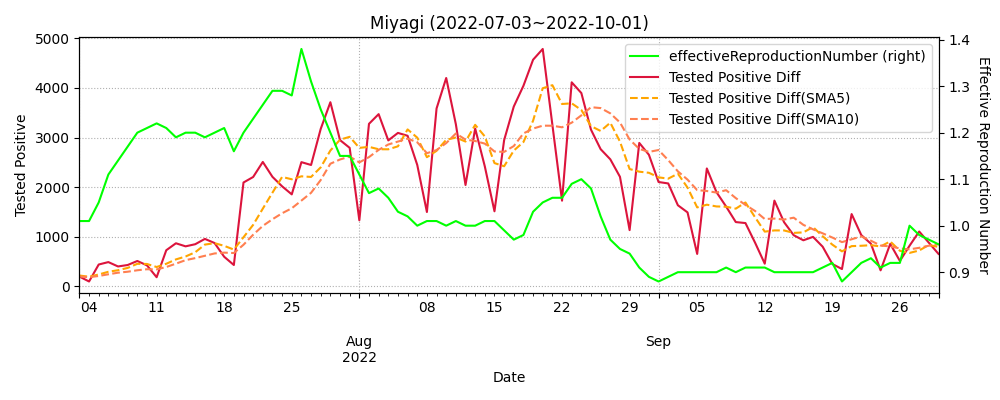 Miyagi (2022-07-03~2022-10-01)
effectiveReproductionNumber (right)
Tested Positive Diff
Tested Positive Diff(SMA5)
Tested Positive Diff(SMA10)
Tested Positive
5000
4000
3000
2000
1000
0
1.4
1.3
1.2
1.1
1.0
0.9
Effective Reproduction Number
04 11 18 25 08 15 22 29 05 12 19 26
Aug Sep
2022
Date